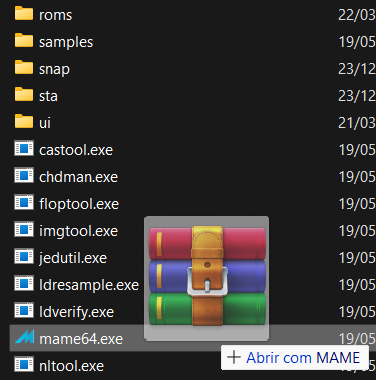 roms 22/03
samples 19/05
snap 23/12
sta 23/12
ui 21/03
castool.exe 19/05
chdman.exe 19/05
floptool.exe 19/05
imgtool.exe 19/05
jedutil.exe 19/05
ldresample.exe 19/05
ldverify.exe 19/05
mame64.exe 19/05
+ Abrir com MAME
nltool.exe 19/05